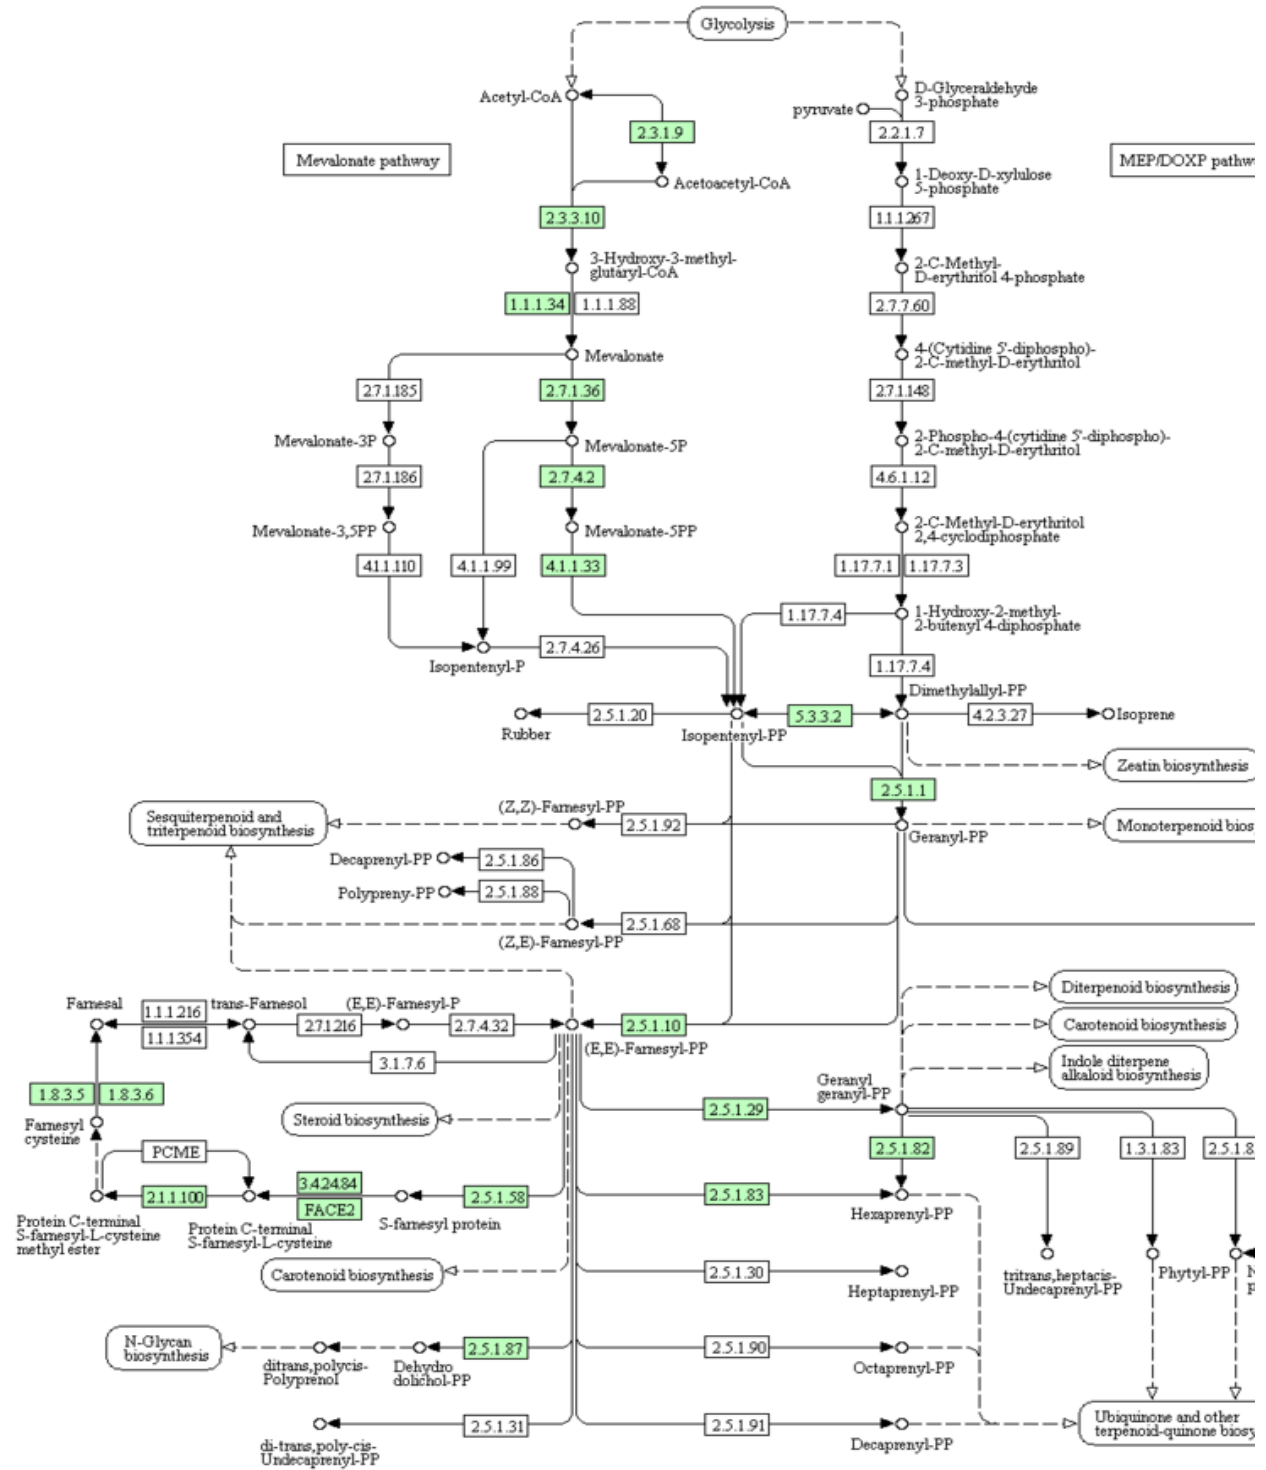 Glycolysis
Acetyl-CoA
D-Glyceraldehyde
3-phosphate
pyruvate
2.3.1.9
2.2.1.7
Mevalonate pathway
MEP/DOXP pathw
Acetoacetyl-CoA
1-Deoxy-D-xylulose
5-phosphate
2.3.3.10
1.1.1.267
3-Hydroxy-3-methyl-
glutaryl-CoA
2-C-Methyl-
D-erythritol 4-phosphate
1.1.1.34
1.1.1.88
2.7.7.60
Mevalonate
4-(Cytidine 5'-diphospho)-
2-C-methyl-D-erythritol
2.7.1.185
2.7.1.36
2.7.1.148
Mevalonate-3P
Mevalonate-5P
2-Phospho-4-(cytidine 5'-diphospho)-
2-C-methyl-D-erythritol
2.7.1.186
2.7.4.2
4.6.1.12
Mevalonate-3,5PP
Mevalonate-5PP
2-C-Methyl-D-erythritol
2,4-cyclodiphosphate
4.1.1.110
4.1.1.99
4.1.1.33
1.17.7.1
1.17.7.3
1.17.7.4
1-Hydroxy-2-methyl-
2-butenyl 4-diphosphate
2.7.4.26
Isopentenyl-P
1.17.7.4
Dimethylallyl-PP
2.5.1.20
5.3.3.2
4.2.3.27
Isoprene
Rubber
Isopentenyl-PP
Zeatin biosynthesis
2.5.1.1
(Z,Z)-Farnesyl-PP
Sesquiterpenoid and
triterpenoid biosynthesis
2.5.1.92
Geranyl-PP
Monoterpenoid bios
Decaprenyl-PP
2.5.1.86
Polypreny-PP
2.5.1.88
2.5.1.68
(Z,E)-Farnesyl-PP
Diterpenoid biosynthesis
Farnesal
1.1.1.216
trans-Farnesol
(E,E)-Farnesyl-P
2.7.1.216
2.7.4.32
2.5.1.10
Carotenoid biosynthesis
1.1.1.354
(E,E)-Farnesyl-PP
3.1.7.6
Indole diterpene
alkaloid biosynthesis
1.8.3.5
1.8.3.6
Geranyl
geranyl-PP
2.5.1.29
Farnesyl
cysteine
Steroid biosynthesis
PCME
2.5.1.82
2.5.1.89
1.3.1.83
2.5.1.8
3.4.24.84
2.1.1.100
FACE2
2.5.1.58
2.5.1.83
Protein C-terminal
S-farnesyl-L-cysteine
methyl ester
Protein C-terminal
S-farnesyl-L-cysteine
S-farnesyl protein
Hexaprenyl-PP
Carotenoid biosynthesis
2.5.1.30
Heptaprenyl-PP
tritrans,heptacis-
Undecaprenyl-PP
Phytyl-PP
N
p
N-Glycan
biosynthesis
ditrans,polycis-
Polyprenol
Dehydro
dolichol-PP
2.5.1.87
2.5.1.90
Octaprenyl-PP
di-trans,poly-cis-
Undecaprenyl-PP
2.5.1.31
2.5.1.91
Decaprenyl-PP
Ubiquinone and other
terpenoid-quinone biosy